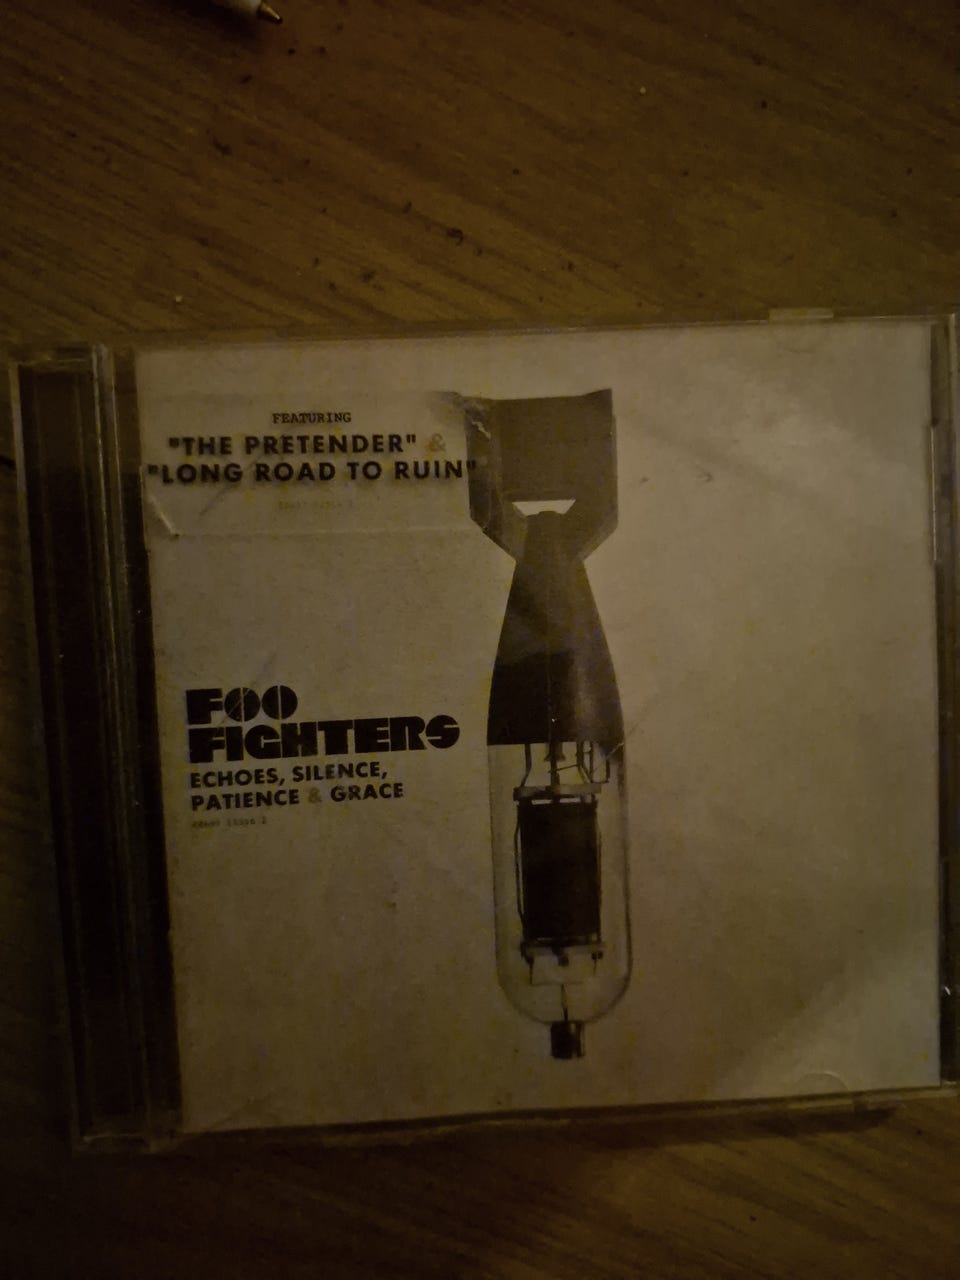 FEATURING
"THE PRETENDER" &
"LONG ROAD TO RUIN"
FOO
FIGHTERS
ECHOES, SILENCE,
PATIENCE & GRACE